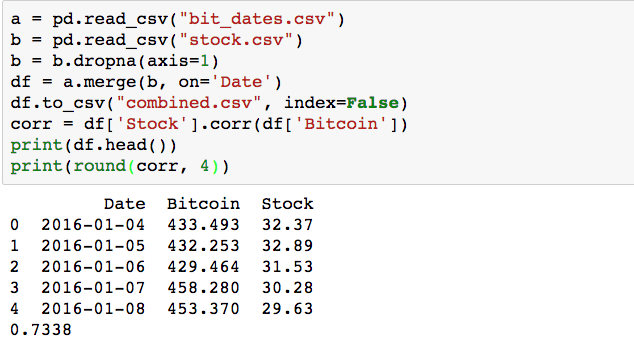 a = pd.read_csv("bit_dates.csv")
b = pd.read_csv("stock.csv")
b = b.dropna(axis=1)
df = a.merge(b, on='Date')
df.to_csv("combined.csv", index=False)
corr = df['Stock'].corr(df['Bitcoin'])
print(df.head())
print(round(corr, 4))
Date Bitcoin Stock
0 2016-01-04 433.493 32.37
1 2016-01-05 432.253 32.89
2 2016-01-06 429.464 31.53
3 2016-01-07 458.280 30.28
4 2016-01-08 453.370 29.63
0.7338